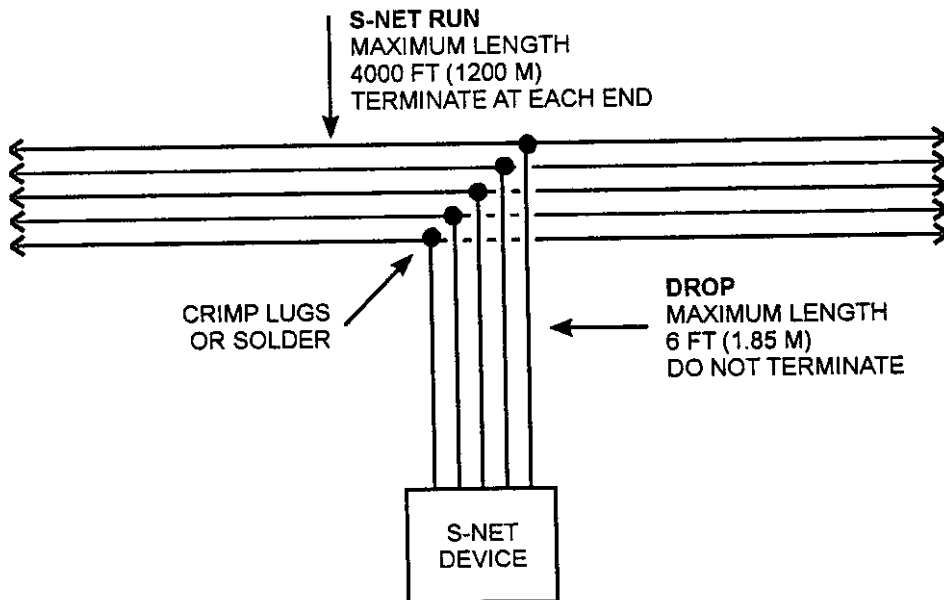 S-NET RUN
MAXIMUM LENGTH
4000 FT (1200 M)
TERMINATE AT EACH END
CRIMP LUGS
OR SOLDER
DROP
MAXIMUM LENGTH
6 FT (1.85 M)
DO NOT TERMINATE
S-NET
DEVICE